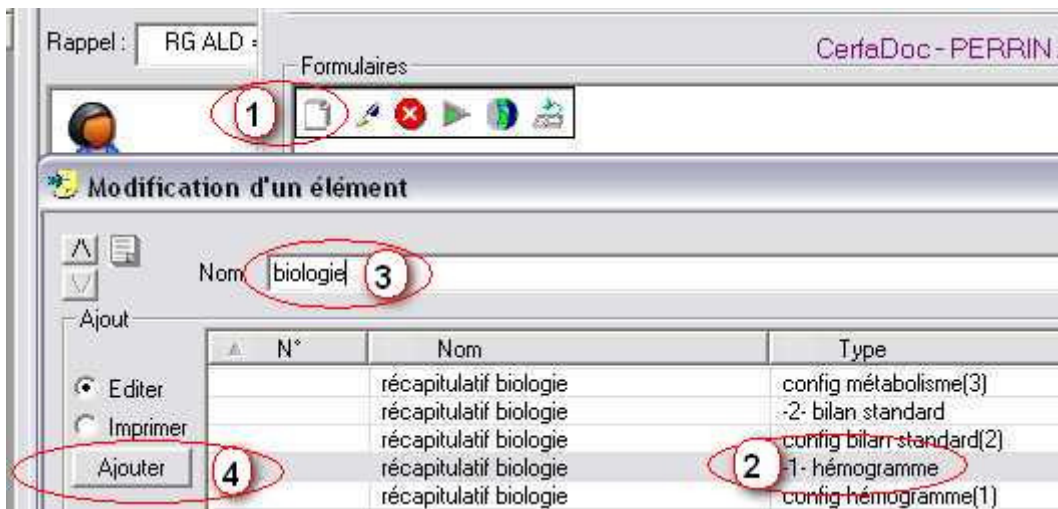 Rappel : RG ALD =
CerfaDoc - PERRIN
Formulaires
1
Modification d'un élément
Nom biologie 3
Ajout
N° Nom Type
Editer récapitulatif biologie config métabolisme(3)
récapitulatif biologie -2- bilan standard
Imprimer récapitulatif biologie config bilan standard(2)
Ajouter 4 récapitulatif biologie 2 -1- hémogramme
récapitulatif biologie config hémogramme(1)